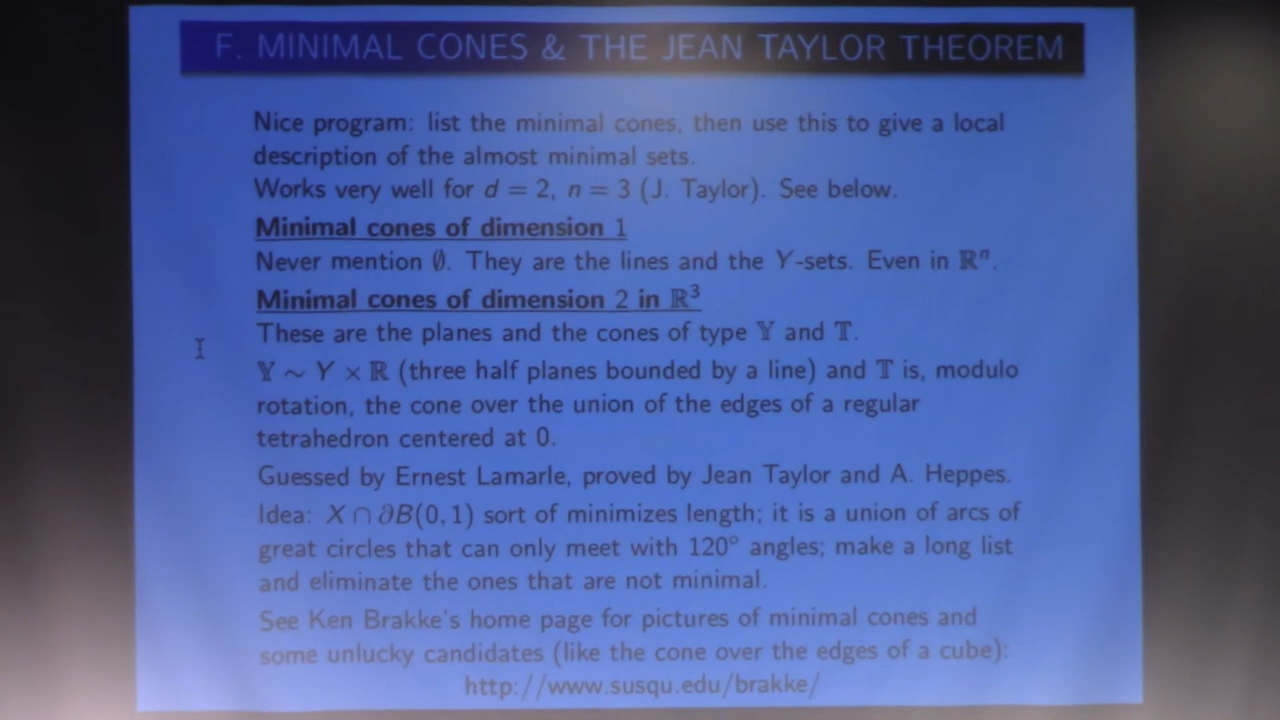 F. MINIMAL CONES & THE JEAN TAYLOR THEOREM
Nice program: list the minimal cones, then use this to give a local
description of the almost minimal sets.
Works very well for d = 2, n = 3 (J. Taylor). See below.
Minimal cones of dimension 1
Never mention ∅. They are the lines and the Y-sets. Even in ℝⁿ.
Minimal cones of dimension 2 in ℝ³
These are the planes and the cones of type 𝕐 and 𝕋.
𝕐 ∼ Y × ℝ (three half planes bounded by a line) and 𝕋 is, modulo
rotation, the cone over the union of the edges of a regular
tetrahedron centered at 0.
Guessed by Ernest Lamarle, proved by Jean Taylor and A. Heppes.
Idea: X ∩ ∂B(0, 1) sort of minimizes length; it is a union of arcs of
great circles that can only meet with 120° angles; make a long list
and eliminate the ones that are not minimal.
See Ken Brakke's home page for pictures of minimal cones and
some unlucky candidates (like the cone over the edges of a cube):
http://www.susqu.edu/brakke/